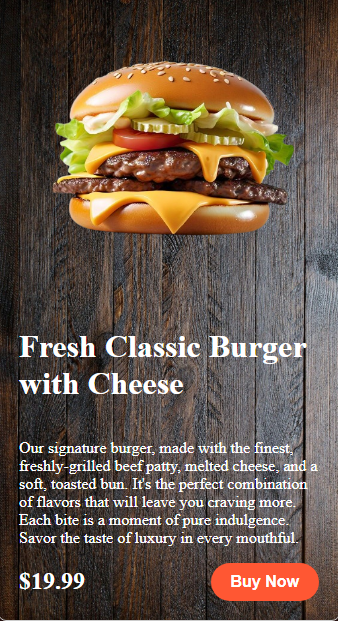 Fresh Classic Burger
with Cheese
Our signature burger, made with the finest,
freshly-grilled beef patty, melted cheese, and a
soft, toasted bun. It's the perfect combination
of flavors that will leave you craving more.
Each bite is a moment of pure indulgence.
Savor the taste of luxury in every mouthful.
$19.99 Buy Now